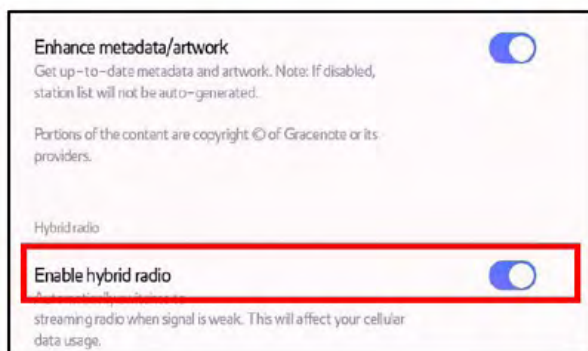 Enhance metadata/artwork
Get up-to-date metadata and artwork. Note: If disabled,
station list will not be auto-generated.
Portions of the content are copyright © of Gracenote or its
providers.
Hybrid radio
Enable hybrid radio
Automatically
streaming radio when signal is weak. This will affect your cellular
data usage.